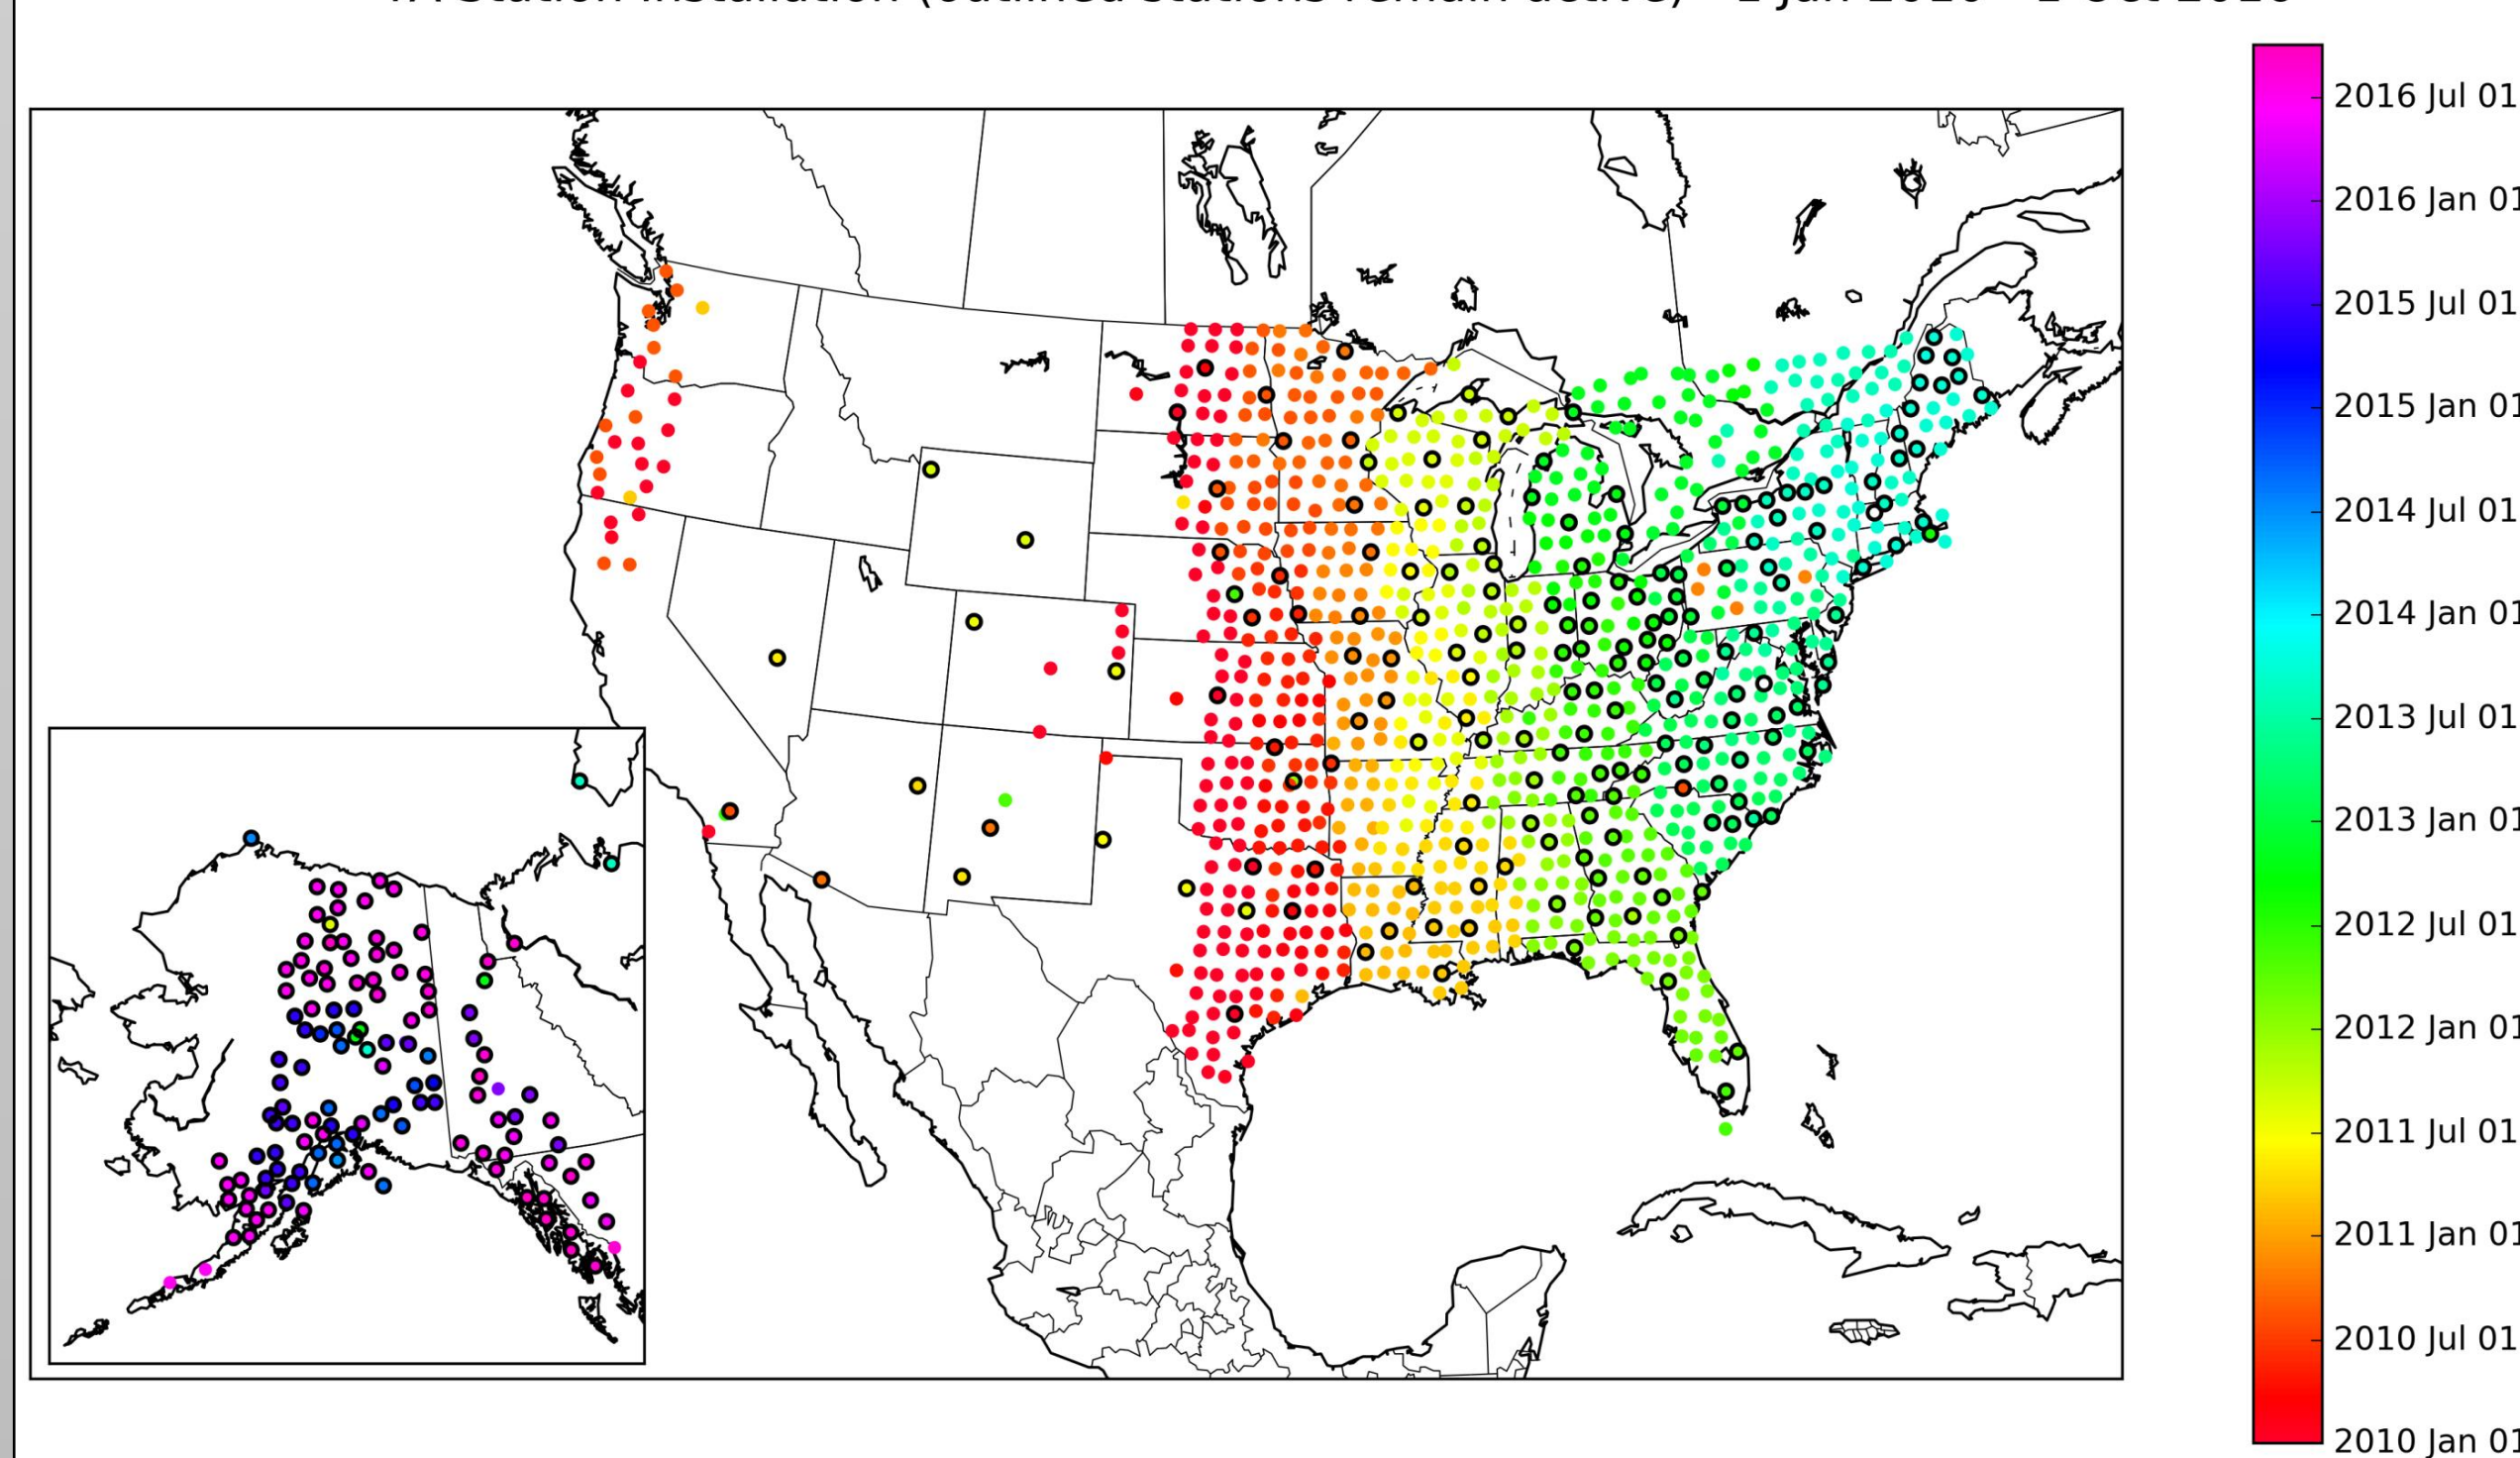 Station Installation (outlined stations remain active) 1 Jan 2010 1 Oct 2016
2016 Jul 01
2016 Jan 01
2015 Jul 01
2015 Jan 01
2014 Jul 01
2014 Jan 01
2013 Jul 01
2013 Jan 01
2012 Jul 01
2012 Jan 01
2011 Jul 01
2011 Jan 01
2010 Jul 01
2010 Jan 01